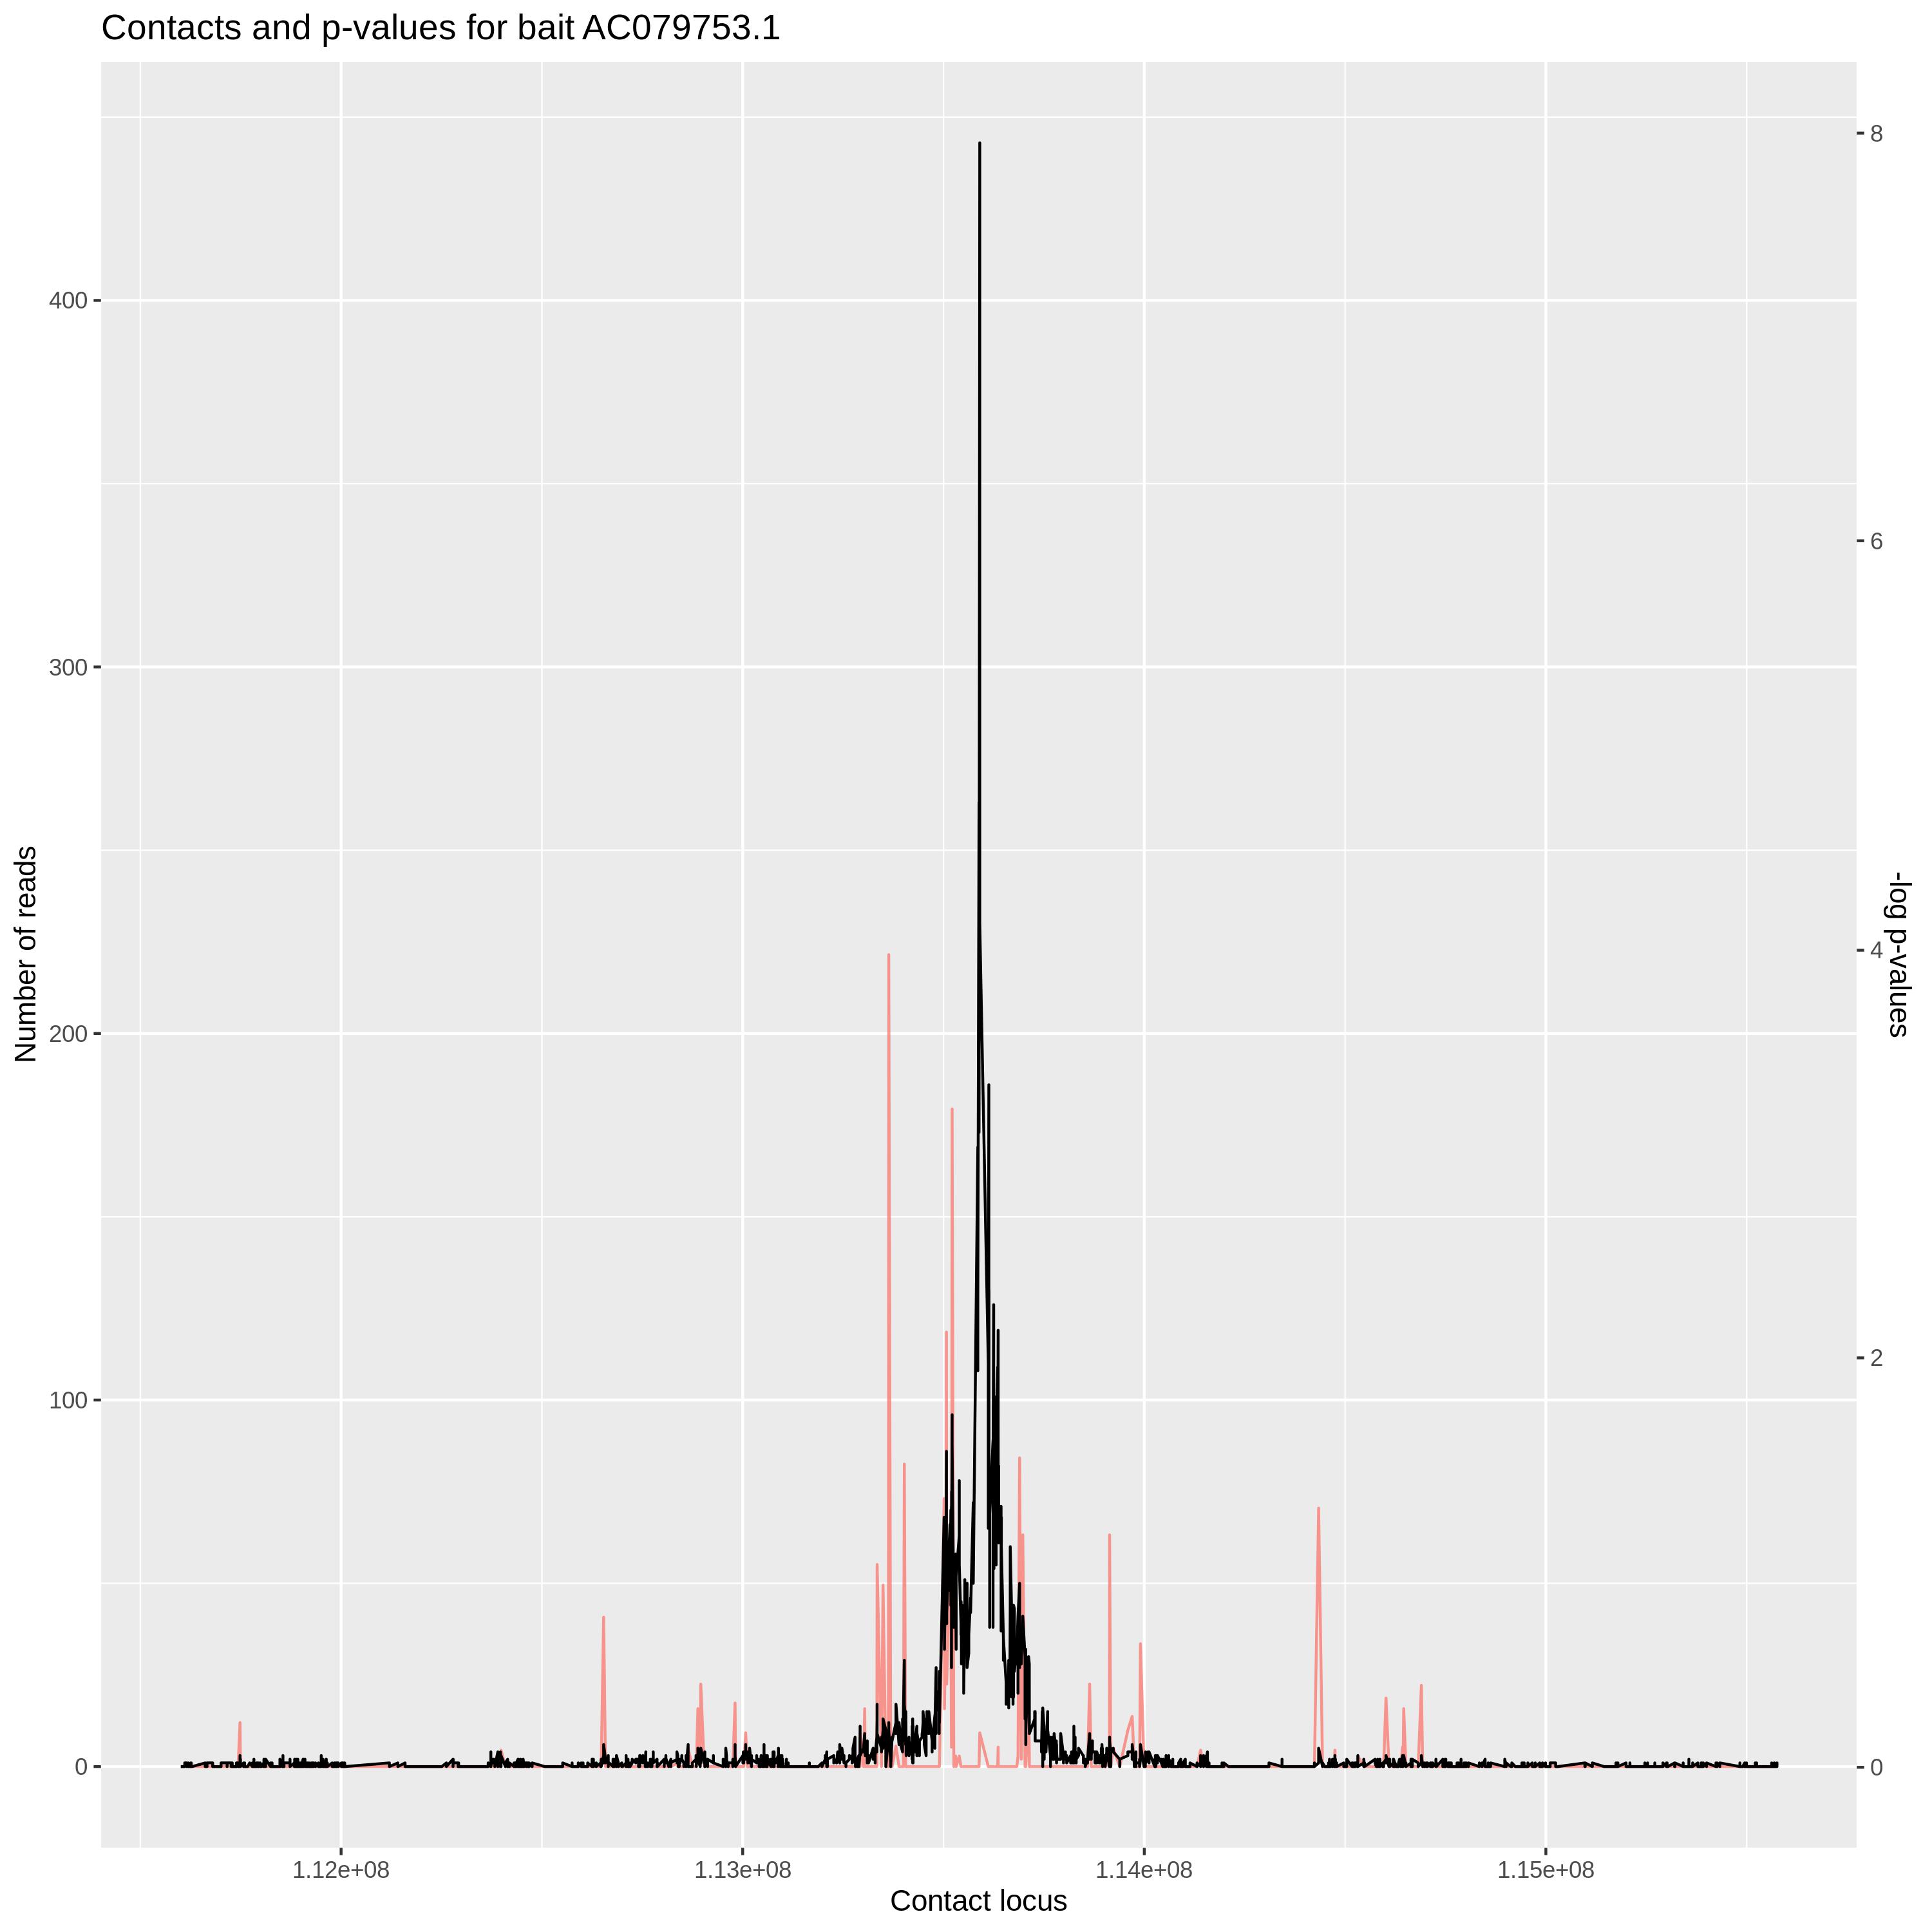 Contacts and p-values for bait AC079753.1
Number of reads
400
300
200
100
0
8
6
4
2
0
-log p-values
1.12e+08
1.13e+08
1.14e+08
1.15e+08
Contact locus